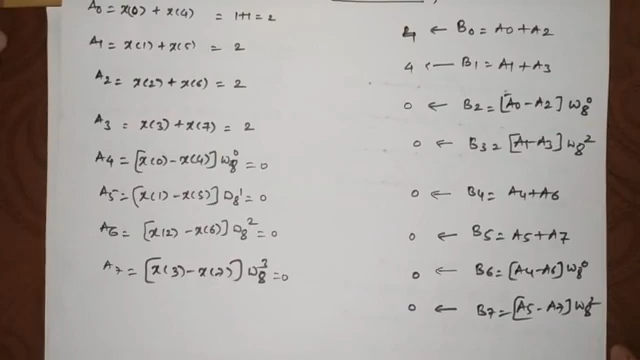 A0 = x(0) + x(4) = 1+1 = 2
A1 = x(1) + x(5) = 2
A2 = x(2) + x(6) = 2
A3 = x(3) + x(7) = 2
A4 = [x(0) - x(4)] W8^0 = 0
A5 = [x(1) - x(5)] W8^1 = 0
A6 = [x(2) - x(6)] W8^2 = 0
A7 = [x(3) - x(7)] W8^3 = 0
4 ← B0 = A0 + A2
4 ← B1 = A1 + A3
0 ← B2 = [A0 - A2] W8^0
0 ← B3 = [A1 - A3] W8^2
0 ← B4 = A4 + A6
0 ← B5 = A5 + A7
0 ← B6 = [A4 - A6] W8^0
0 ← B7 = [A5 - A7] W8^2